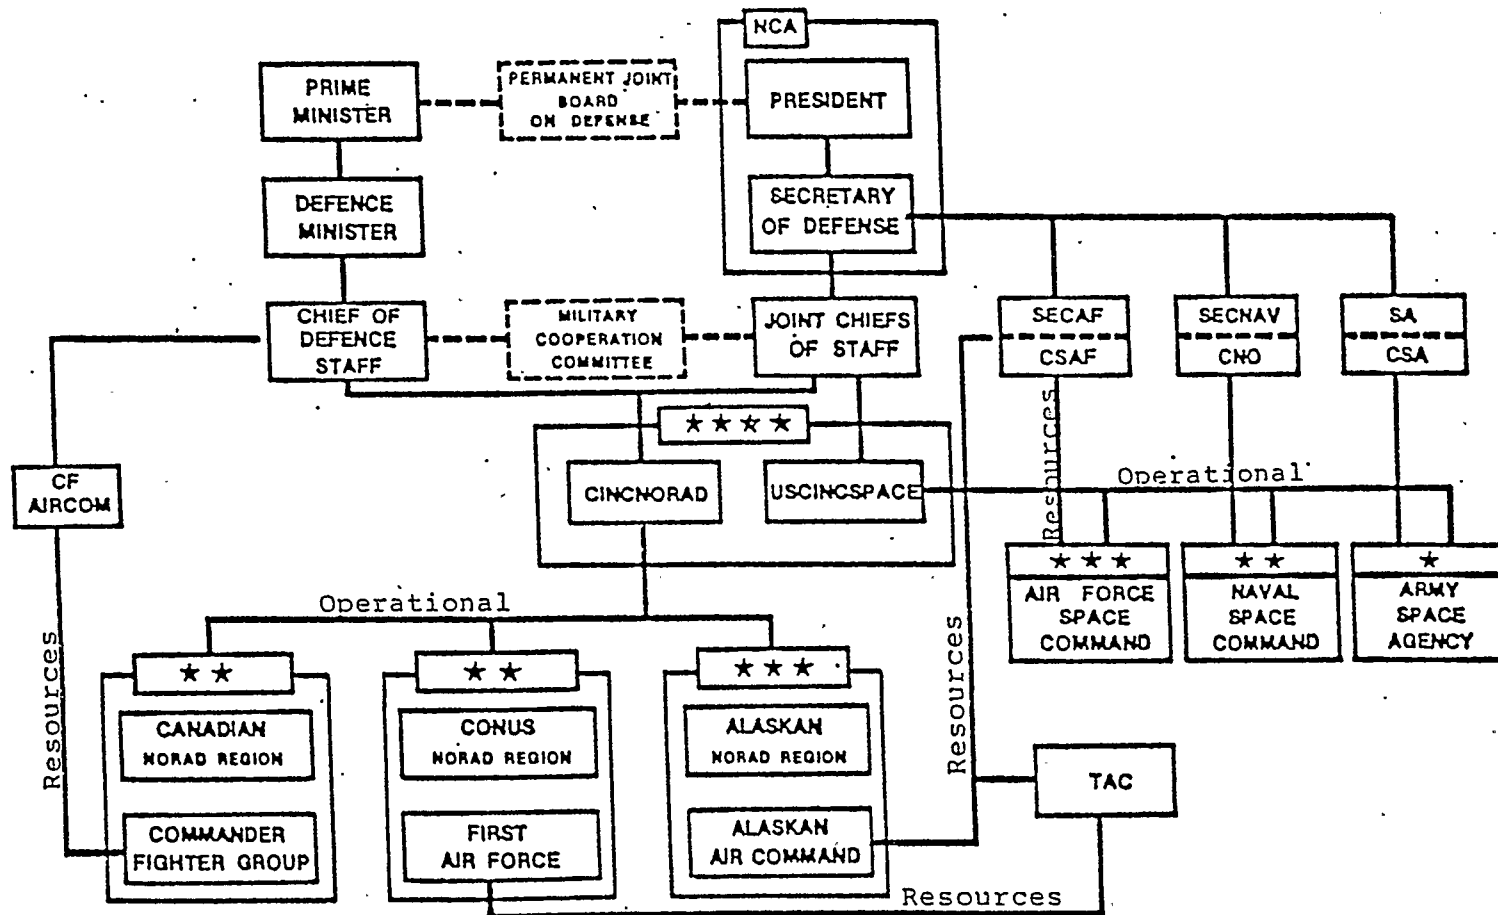 NCA
PRIME
MINISTER
PERMANENT JOINT
BOARD
ON DEFENSE
PRESIDENT
DEFENCE
MINISTER
SECRETARY
OF DEFENSE
CHIEF OF
DEFENCE
STAFF
MILITARY
COOPERATION
COMMITTEE
JOINT CHIEFS
OF STAFF
SECAF
CSAF
SECNAV
CNO
SA
CSA
★ ★ ★ ★
CF
AIRCOM
CINCNORAD
USCINCSPACE
Resources
Operational
★ ★ ★
AIR FORCE
SPACE
COMMAND
★ ★
NAVAL
SPACE
COMMAND
★
ARMY
SPACE
AGENCY
Operational
Resources
Resources
★ ★
CANADIAN
NORAD REGION
COMMANDER
FIGHTER GROUP
★ ★
CONUS
NORAD REGION
FIRST
AIR FORCE
★ ★ ★
ALASKAN
NORAD REGION
ALASKAN
AIR COMMAND
TAC
Resources